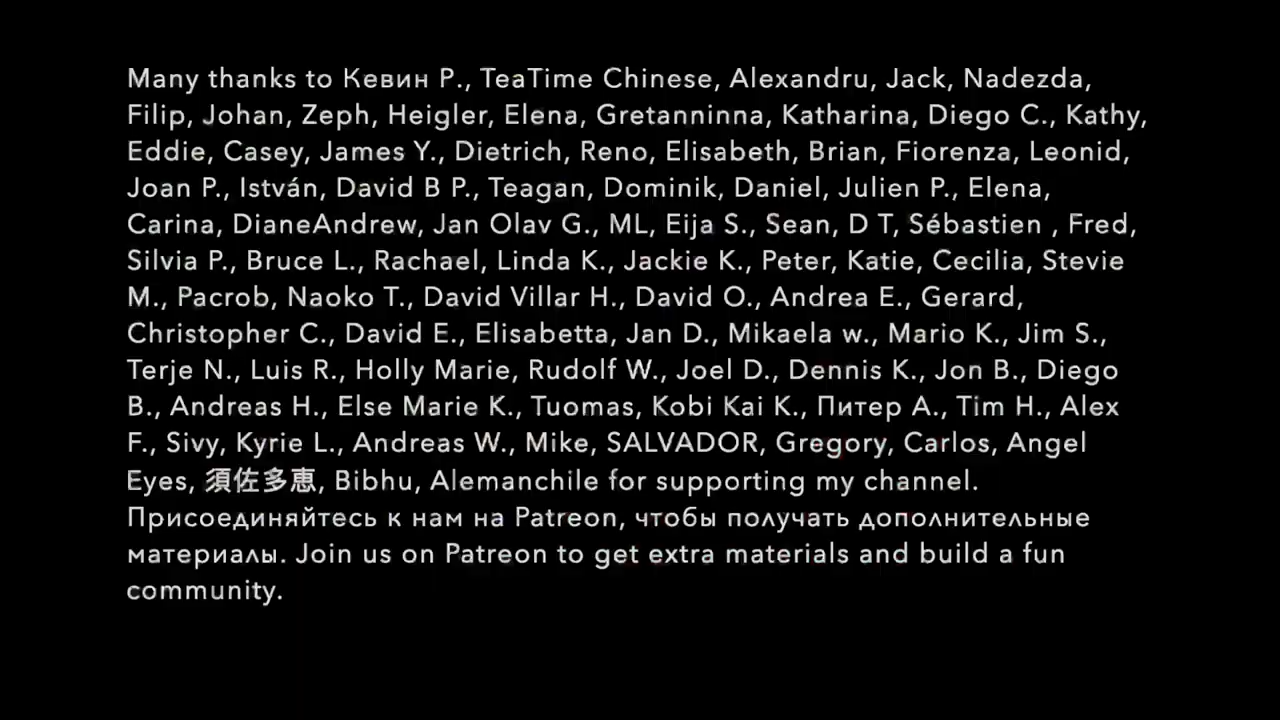 Many thanks to Кевин Р., TeaTime Chinese, Alexandru, Jack, Nadezda,
Filip, Johan, Zeph, Heigler, Elena, Gretanninna, Katharina, Diego C., Kathy,
Eddie, Casey, James Y., Dietrich, Reno, Elisabeth, Brian, Fiorenza, Leonid,
Joan P., István, David B P., Teagan, Dominik, Daniel, Julien P., Elena,
Carina, DianeAndrew, Jan Olav G., ML, Eija S., Sean, D T, Sébastien , Fred,
Silvia P., Bruce L., Rachael, Linda K., Jackie K., Peter, Katie, Cecilia, Stevie
M., Pacrob, Naoko T., David Villar H., David O., Andrea E., Gerard,
Christopher C., David E., Elisabetta, Jan D., Mikaela w., Mario K., Jim S.,
Terje N., Luis R., Holly Marie, Rudolf W., Joel D., Dennis K., Jon B., Diego
B., Andreas H., Else Marie K., Tuomas, Kobi Kai K., Питер А., Tim H., Alex
F., Sivy, Kyrie L., Andreas W., Mike, SALVADOR, Gregory, Carlos, Angel
Eyes, 須佐多恵, Bibhu, Alemanchile for supporting my channel.
Присоединяйтесь к нам на Patreon, чтобы получать дополнительные
материалы. Join us on Patreon to get extra materials and build a fun
community.